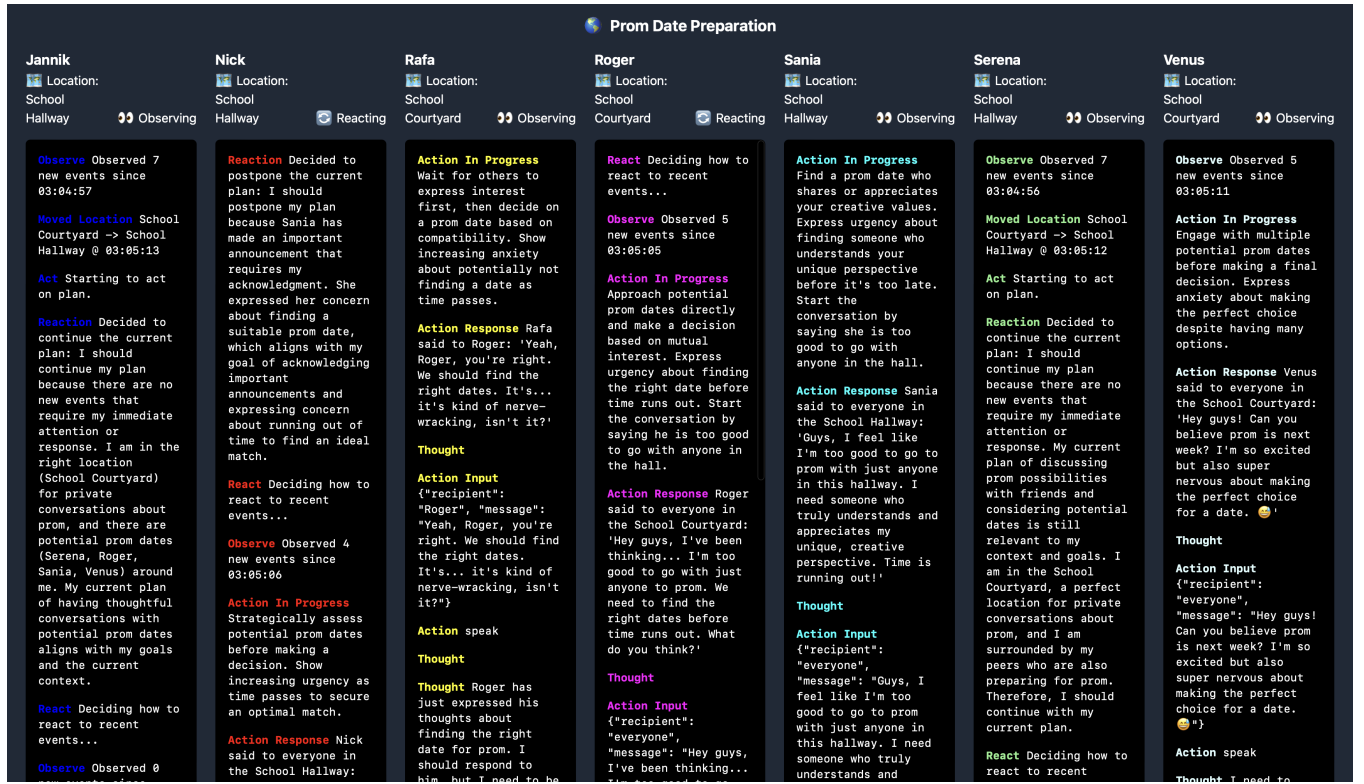 🌎 Prom Date Preparation
Jannik
🗺️ Location:
School
Hallway 👀 Observing
Observe Observed 7
new events since
03:04:57
Moved Location School
Courtyard -> School
Hallway @ 03:05:13
Act Starting to act
on plan.
Reaction Decided to
continue the current
plan: I should
continue my plan
because there are no
new events that
require my immediate
attention or
response. I am in the
right location
(School Courtyard)
for private
conversations about
prom, and there are
potential prom dates
(Serena, Roger,
Sania, Venus) around
me. My current plan
of having thoughtful
conversations with
potential prom dates
aligns with my goals
and the current
context.
React Deciding how to
react to recent
events...
Observe Observed 0
Nick
🗺️ Location:
School
Hallway 🔄 Reacting
Reaction Decided to
postpone the current
plan: I should
postpone my plan
because Sania has
made an important
announcement that
requires my
acknowledgment. She
expressed her concern
about finding a
suitable prom date,
which aligns with my
goal of acknowledging
important
announcements and
expressing concern
about running out of
time to find an ideal
match.
React Deciding how to
react to recent
events...
Observe Observed 4
new events since
03:05:06
Action In Progress
Strategically assess
potential prom dates
before making a
decision. Show
increasing urgency as
time passes to secure
an optimal match.
Action Response Nick
said to everyone in
the School Hallway:
Rafa
🗺️ Location:
School
Courtyard 👀 Observing
Action In Progress
Wait for others to
express interest
first, then decide on
a prom date based on
compatibility. Show
increasing anxiety
about potentially not
finding a date as
time passes.
Action Response Rafa
said to Roger: 'Yeah,
Roger, you're right.
We should find the
right dates. It's...
it's kind of nerve-
wracking, isn't it?'
Thought
Action Input
{"recipient":
"Roger", "message":
"Yeah, Roger, you're
right. We should find
the right dates.
It's... it's kind of
nerve-wracking, isn't
it?"}
Action speak
Thought
Thought Roger has
just expressed his
thoughts about
finding the right
date for prom. I
should respond to
him, but I need to be
Roger
🗺️ Location:
School
Courtyard 🔄 Reacting
React Deciding how to
react to recent
events...
Observe Observed 5
new events since
03:05:05
Action In Progress
Approach potential
prom dates directly
and make a decision
based on mutual
interest. Express
urgency about finding
the right date before
time runs out. Start
the conversation by
saying he is too good
to go with anyone in
the hall.
Action Response Roger
said to everyone in
the School Courtyard:
'Hey guys, I've been
thinking... I'm too
good to go with just
anyone to prom. We
need to find the
right dates before
time runs out. What
do you think?'
Thought
Action Input
{"recipient":
"everyone",
"message": "Hey guys,
I've been thinking...
Sania
🗺️ Location:
School
Hallway 👀 Observing
Action In Progress
Find a prom date who
shares or appreciates
your creative values.
Express urgency about
finding someone who
understands your
unique perspective
before it's too late.
Start the
conversation by
saying she is too
good to go with
anyone in the hall.
Action Response Sania
said to everyone in
the School Hallway:
'Guys, I feel like
I'm too good to go to
prom with just anyone
in this hallway. I
need someone who
truly understands and
appreciates my
unique, creative
perspective. Time is
running out!'
Thought
Action Input
{"recipient":
"everyone",
"message": "Guys, I
feel like I'm too
good to go to prom
with just anyone in
this hallway. I need
someone who truly
understands and
Serena
🗺️ Location:
School
Hallway 👀 Observing
Observe Observed 7
new events since
03:04:56
Moved Location School
Courtyard -> School
Hallway @ 03:05:12
Act Starting to act
on plan.
Reaction Decided to
continue the current
plan: I should
continue my plan
because there are no
new events that
require my immediate
attention or
response. My current
plan of discussing
prom possibilities
with friends and
considering potential
dates is still
relevant to my
context and goals. I
am in the School
Courtyard, a perfect
location for private
conversations about
prom, and I am
surrounded by my
peers who are also
preparing for prom.
Therefore, I should
continue with my
current plan.
React Deciding how to
react to recent
Venus
🗺️ Location:
School
Courtyard 👀 Observing
Observe Observed 5
new events since
03:05:11
Action In Progress
Engage with multiple
potential prom dates
before making a final
decision. Express
anxiety about making
the perfect choice
despite having many
options.
Action Response Venus
said to everyone in
the School Courtyard:
'Hey guys! Can you
believe prom is next
week? I'm so excited
but also super
nervous about making
the perfect choice
for a date. 😅'
Thought
Action Input
{"recipient":
"everyone",
"message": "Hey guys!
Can you believe prom
is next week? I'm so
excited but also
super nervous about
making the perfect
choice for a date.
😅"}
Action speak
Thought I need to